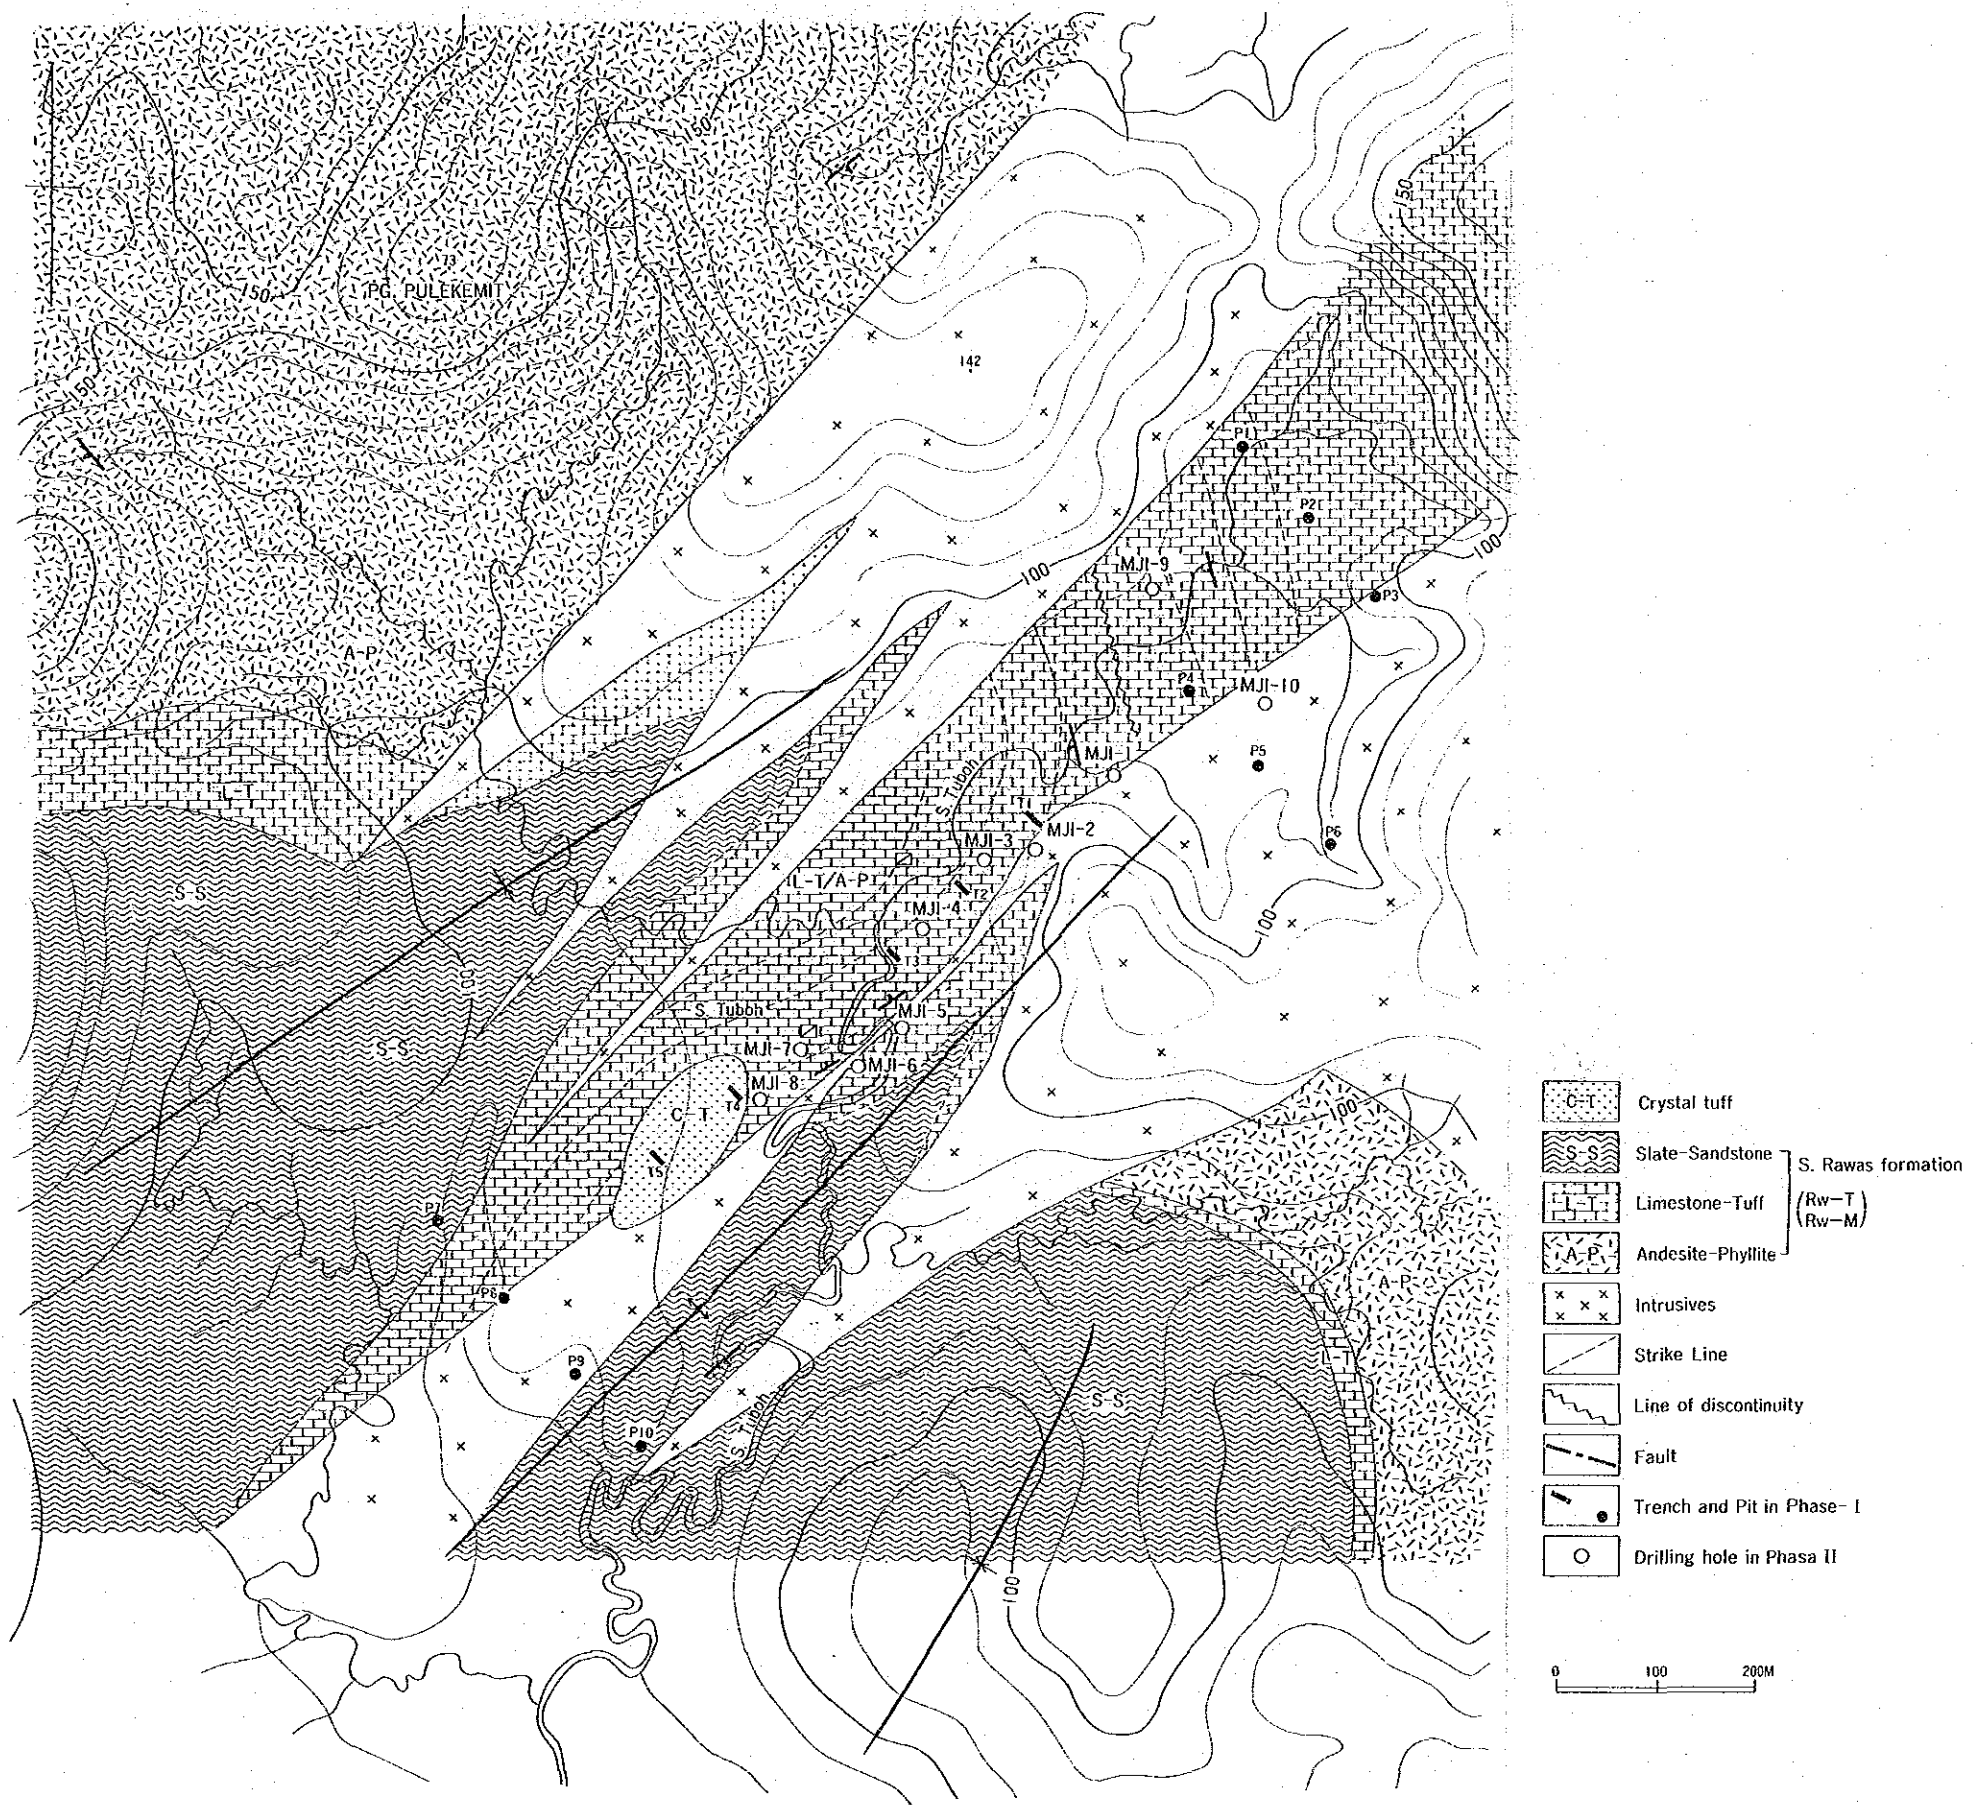 150
PG. PULEKEMIT
73
150
150
150
142
P1
P2
100
MJI-9
100
P3
A-P
P4
MJI-10
P5
MJI-1
L-T
S. Tuboh
T1
MJI-2
P6
MJI-3
S-S
L-T/A-P
T2
MJI-4
100
T3
S. Tuboh
MJI-5
S-S
MJI-7
MJI-6
MJI-8
C-T
T4
100
T5
P7
A-P
P8
L-T
P9
S-S
P10
S. Tuboh
100
C-T Crystal tuff
S-S Slate-Sandstone
S. Rawas formation
L-T Limestone-Tuff
(Rw-T)
(Rw-M)
A-P Andesite-Phyllite
Intrusives
Strike Line
Line of discontinuity
Fault
Trench and Pit in Phase-I
Drilling hole in Phasa II
0 100 200M